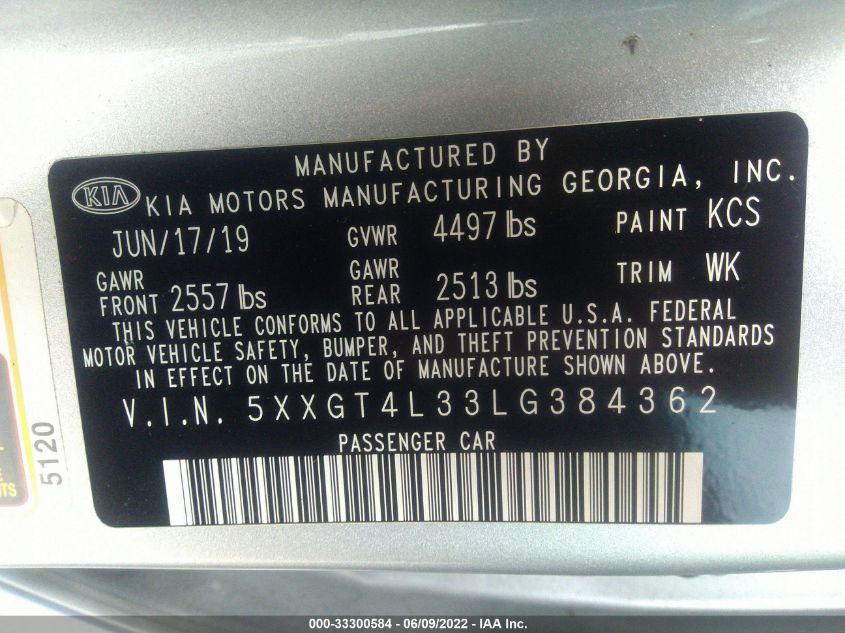 MANUFACTURED BY
KIA KIA MOTORS MANUFACTURING GEORGIA, INC.
JUN/17/19 GVWR 4497 lbs PAINT KCS
GAWR FRONT 2557 lbs GAWR REAR 2513 lbs TRIM WK
THIS VEHICLE CONFORMS TO ALL APPLICABLE U.S.A. FEDERAL
MOTOR VEHICLE SAFETY, BUMPER, AND THEFT PREVENTION STANDARDS
IN EFFECT ON THE DATE OF MANUFACTURE SHOWN ABOVE.
V.I.N. 5XXGT4L33LG384362
PASSENGER CAR
5120
000-33300584 - 06/09/2022 - IAA Inc.